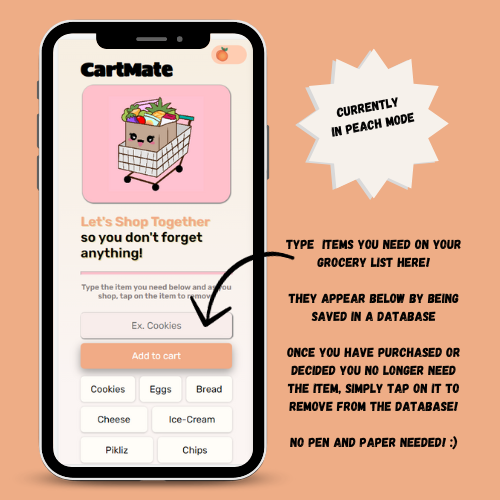 CartMate
Let's Shop Together
so you don't forget
anything!
Type the item you need below and as you
shop, tap on the item to remove
Ex. Cookies
Add to cart
Cookies Eggs Bread
Cheese Ice-Cream
Pikliz Chips
CURRENTLY
IN PEACH MODE
TYPE ITEMS YOU NEED ON YOUR
GROCERY LIST HERE!
THEY APPEAR BELOW BY BEING
SAVED IN A DATABASE
ONCE YOU HAVE PURCHASED OR
DECIDED YOU NO LONGER NEED
THE ITEM, SIMPLY TAP ON IT TO
REMOVE FROM THE DATABASE!
NO PEN AND PAPER NEEDED! :)